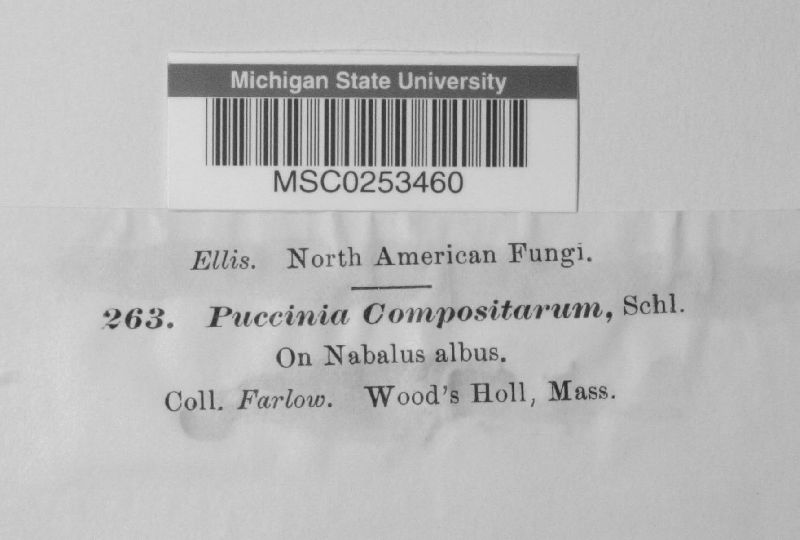 Michigan State University
MSC0253460
Ellis. North American Fungi.
263. Puccinia Compositarum, Schl.
On Nabalus albus.
Coll. Farlow. Wood's Holl, Mass.